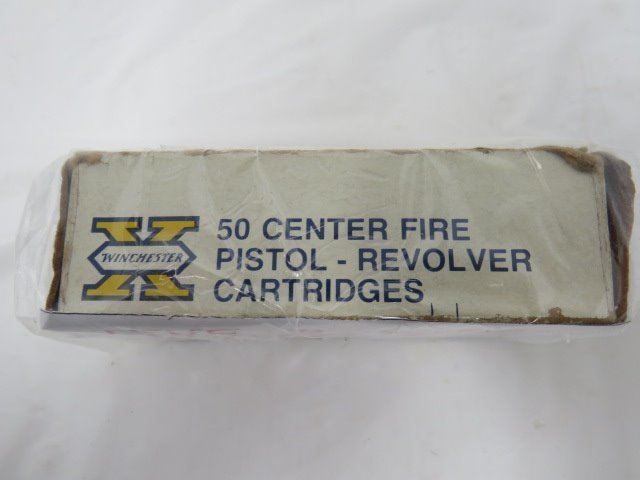 WINCHESTER
X
50 CENTER FIRE
PISTOL - REVOLVER
CARTRIDGES